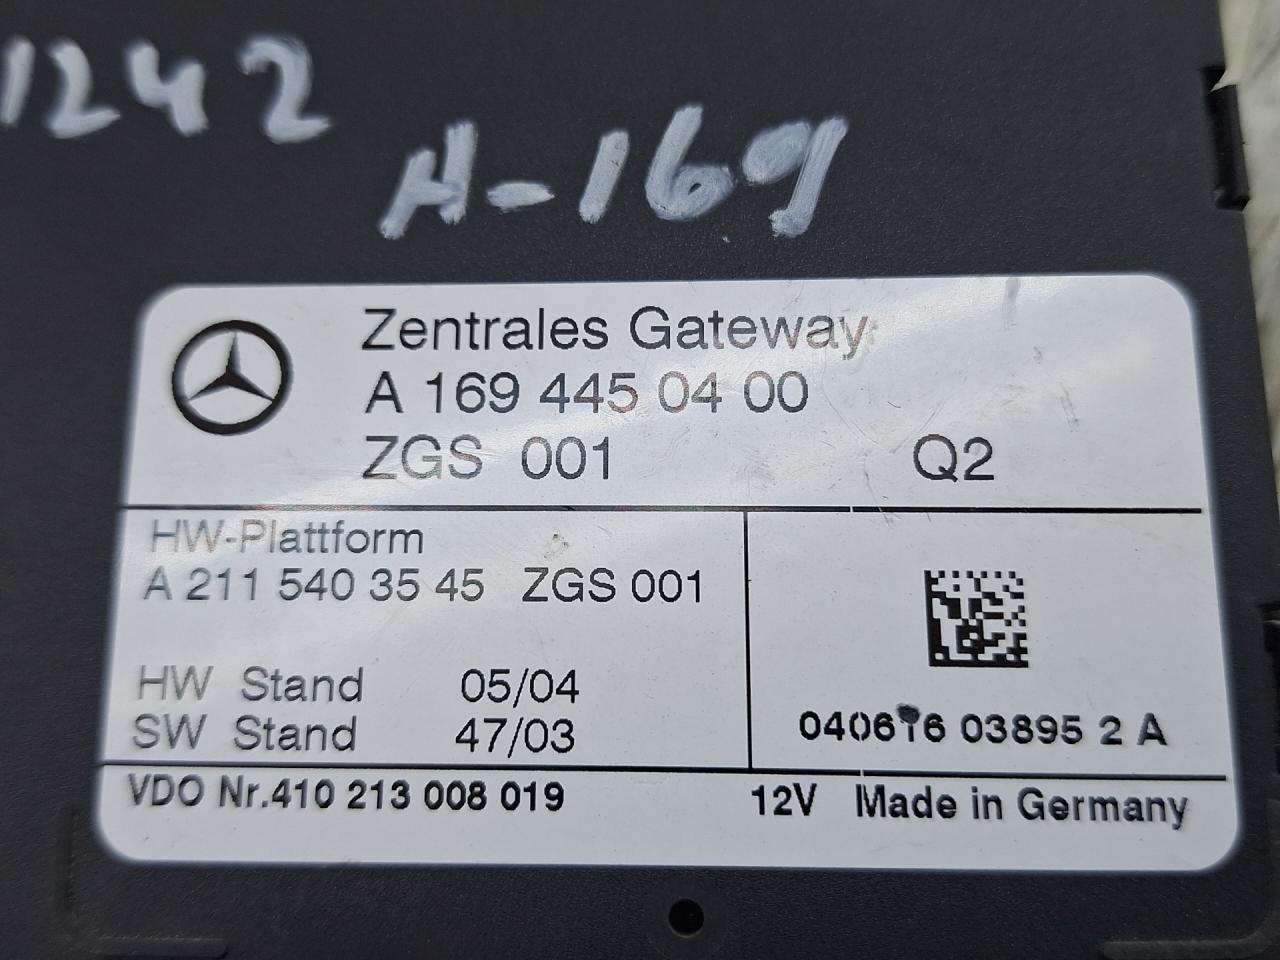 1242
A-169
Zentrales Gateway
A 169 445 04 00
ZGS 001 Q2
HW-Plattform
A 211 540 35 45 ZGS 001
HW Stand 05/04
SW Stand 47/03
040616 03895 2 A
VDO Nr.410 213 008 019 12V Made in Germany